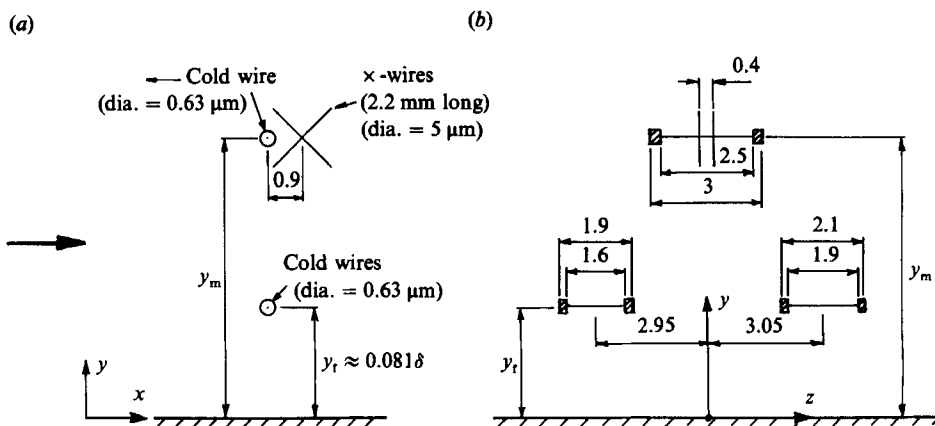 (a)
Cold wire
(dia. = 0.63 μm)
×-wires
(2.2 mm long)
(dia. = 5 μm)
0.9
y_m
Cold wires
(dia. = 0.63 μm)
y_r ≈ 0.081δ
y
x
(b)
0.4
2.5
3
1.9
1.6
2.1
1.9
y_m
y
2.95
3.05
y_r
z